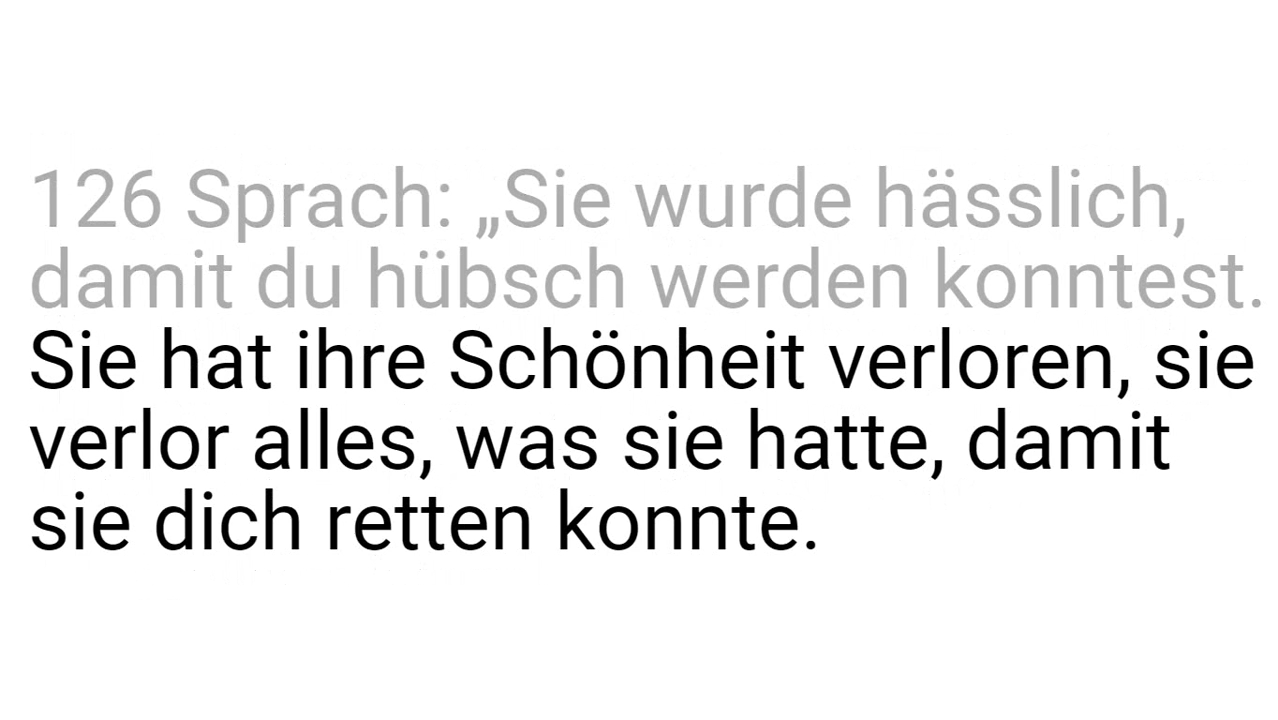 126 Sprach: „Sie wurde hässlich,
damit du hübsch werden konntest.
Sie hat ihre Schönheit verloren, sie
verlor alles, was sie hatte, damit
sie dich retten konnte.